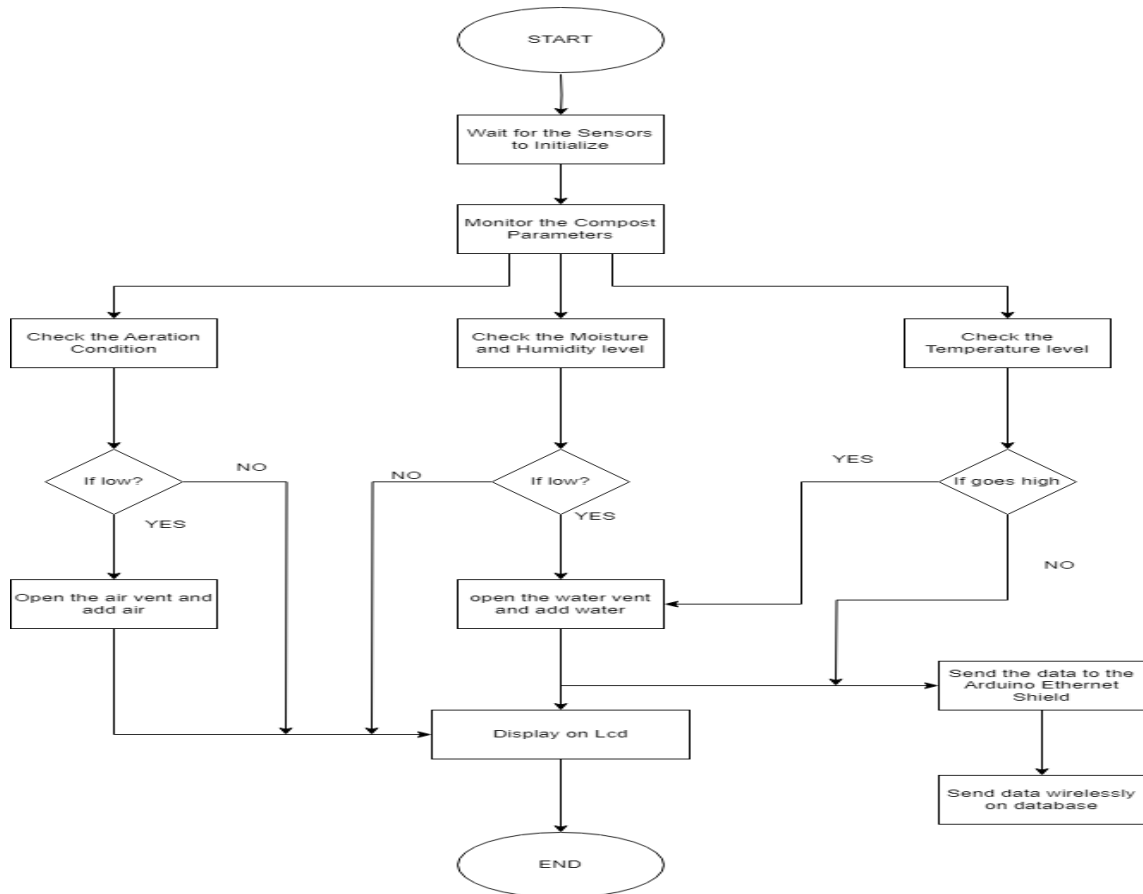 START
Wait for the Sensors
to Initialize
Monitor the Compost
Parameters
Check the Aeration
Condition
Check the Moisture
and Humidity level
Check the
Temperature level
If low?
NO
YES
If low?
NO
YES
If goes high
YES
NO
Open the air vent and
add air
open the water vent
and add water
Send the data to the
Arduino Ethernet
Shield
Display on Lcd
Send data wirelessly
on database
END